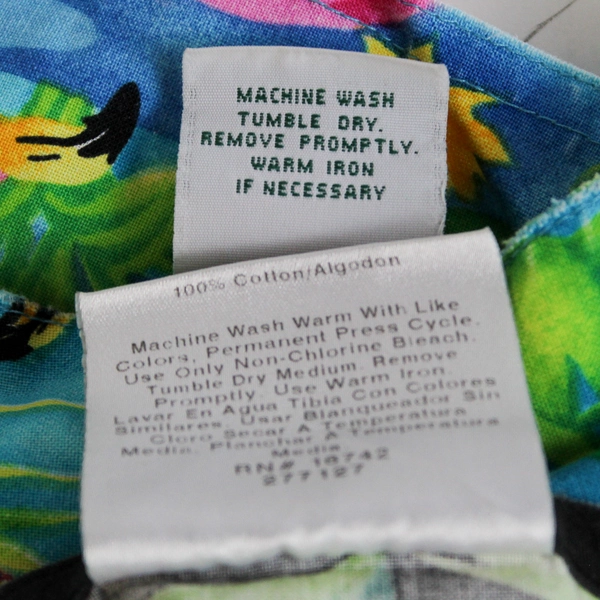 MACHINE WASH
TUMBLE DRY.
REMOVE PROMPTLY.
WARM IRON
IF NECESSARY
100% Cotton/Algodon
Machine Wash Warm With Like
Colors, Permanent Press Cycle.
Use Only Non-Chlorine Bleach.
Tumble Dry Medium. Remove
Promptly. Use Warm Iron.
Lavar En Agua Tibia Con Colores
Similares. Usar Blanqueador Sin
Cloro Secar A Temperatura
Media. Planchar A Temperatura
Media
RN# 16742
277127